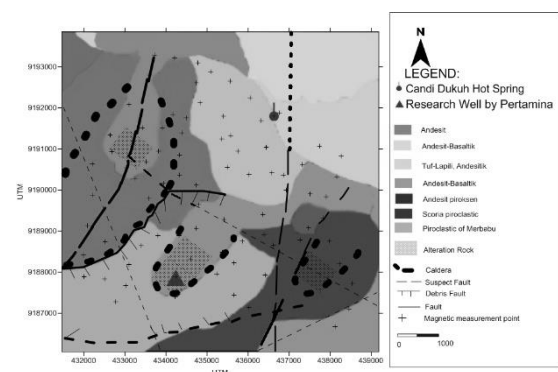 N
LEGEND:
Candi Dukuh Hot Spring
Research Well by Pertamina
Andesit
Andesit-Basaltik
Tuf-Lapili, Andesitik
Andesit-Basaltik
Andesit piroksen
Scoria piroclastic
Piroclastic of Merbabu
Alteration Rock
Caldera
Suspect Fault
Debris Fault
Fault
Magnetic measurement point
0 1000
UTM
9193000
9192000
9191000
9190000
9189000
9188000
9187000
432000 433000 434000 435000 436000 437000 438000 439000
UTM